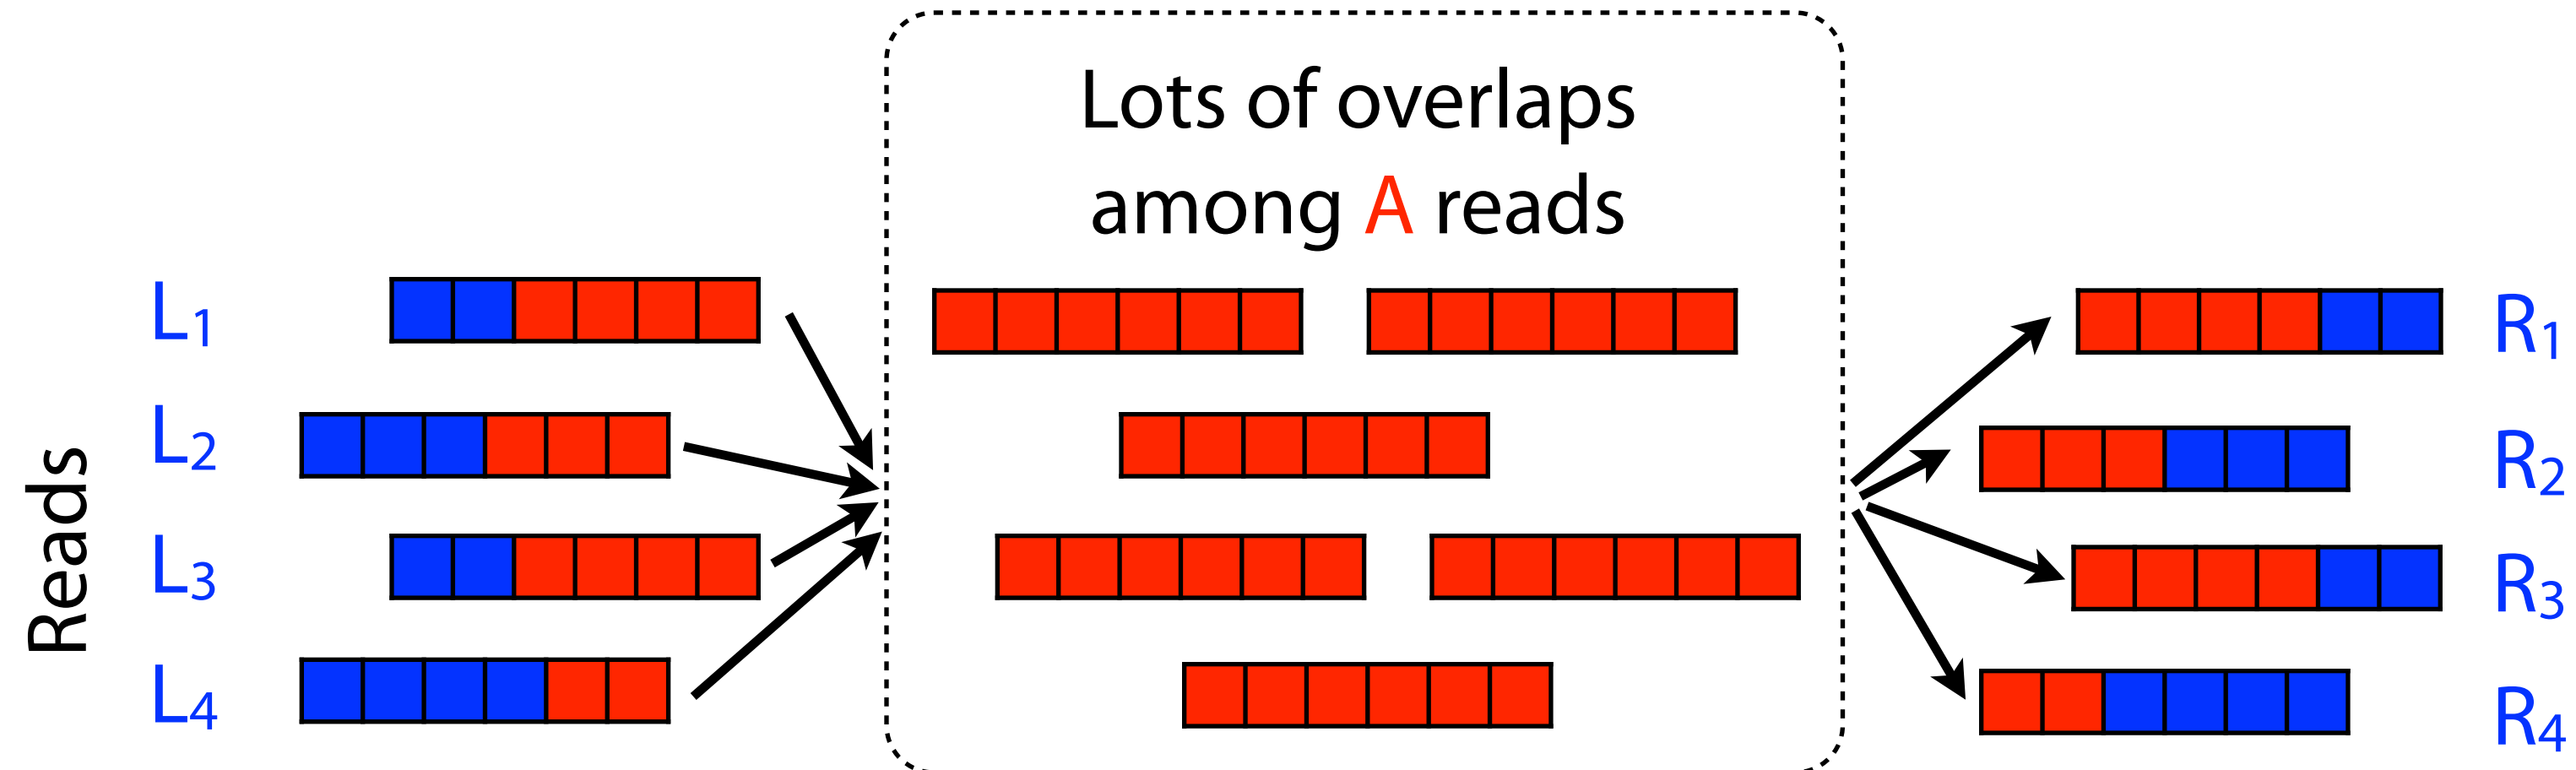 Lots of overlaps
among A reads
Reads
L1
L2
L3
L4
R1
R2
R3
R4